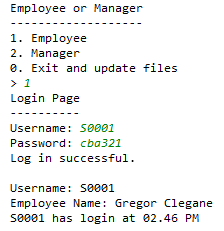 Employee or Manager
-------------------
1. Employee
2. Manager
0. Exit and update files
> 1
Login Page
----------
Username: S0001
Password: cba321
Log in successful.
Username: S0001
Employee Name: Gregor Clegane
S0001 has login at 02.46 PM